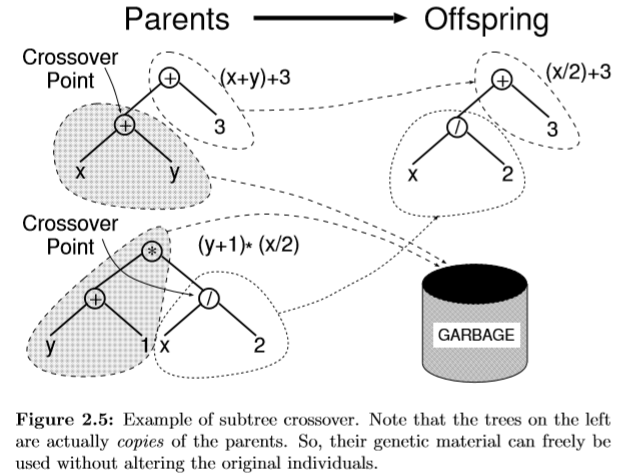 Parents Offspring
Crossover
Point
+
(x+y)+3
3
+
x
y
+
(x/2)+3
3
/
x
2
Crossover
Point
*
(y+1)* (x/2)
+
/
y
1
x
2
GARBAGE
Figure 2.5: Example of subtree crossover. Note that the trees on the left
are actually copies of the parents. So, their genetic material can freely be
used without altering the original individuals.